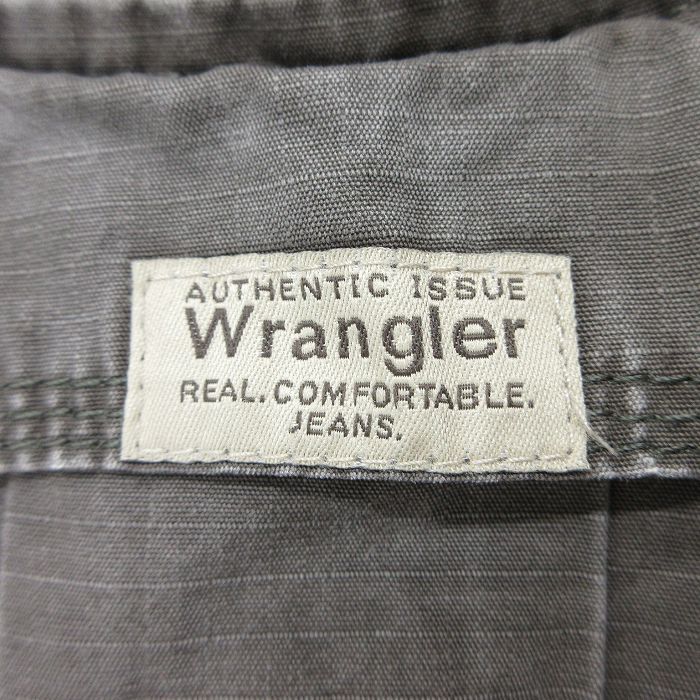 AUTHENTIC ISSUE
Wrangler
REAL.COMFORTABLE.
JEANS.